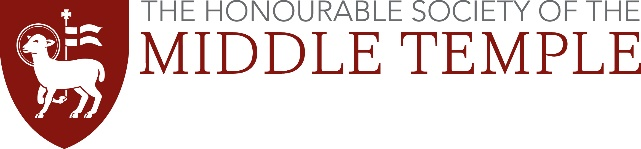 THE HONOURABLE SOCIETY OF THE
MIDDLE TEMPLE